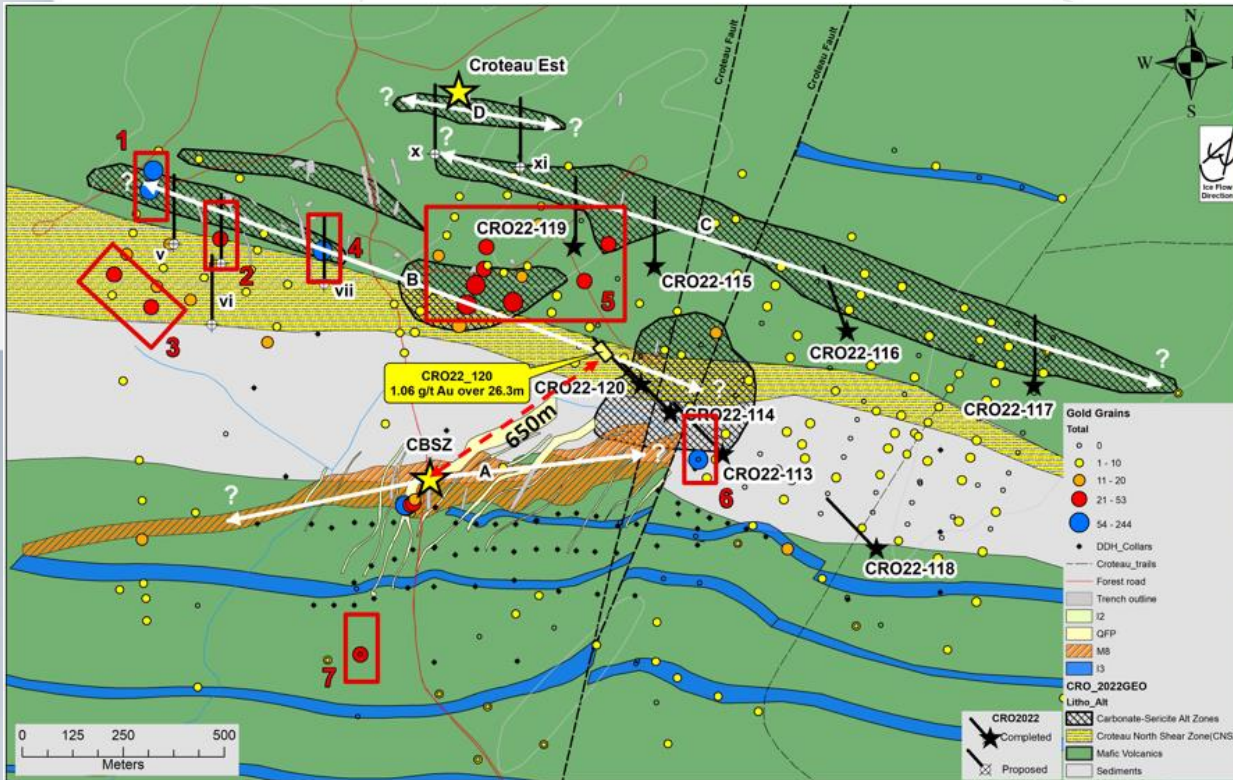 N
W
S
Croteau Fault
Croteau Fault
Croteau Est
?
D
?
?
x
xi
1
?
v
2
vi
3
4
vii
B
5
CRO22-119
C
CRO22-115
CRO22-116
?
CRO22-117
Ice Flow
Direction
CRO22_120
1.06 g/t Au over 26.3m
CRO22-120
?
CRO22-114
CRO22-113
650m
CBSZ
A
?
?
6
CRO22-118
7
0 125 250 500
Meters
CRO2022
Completed
Proposed
Gold Grains
Total
0
1 - 10
11 - 20
21 - 53
54 - 244
DDH_Collars
Croteau_trails
Forest road
Trench outline
I2
QFP
M8
I3
CRO_2022GEO
Litho_Alt
Carbonate-Sericite Alt Zones
Croteau North Shear Zone(CNS
Mafic Volcanics
Sediments